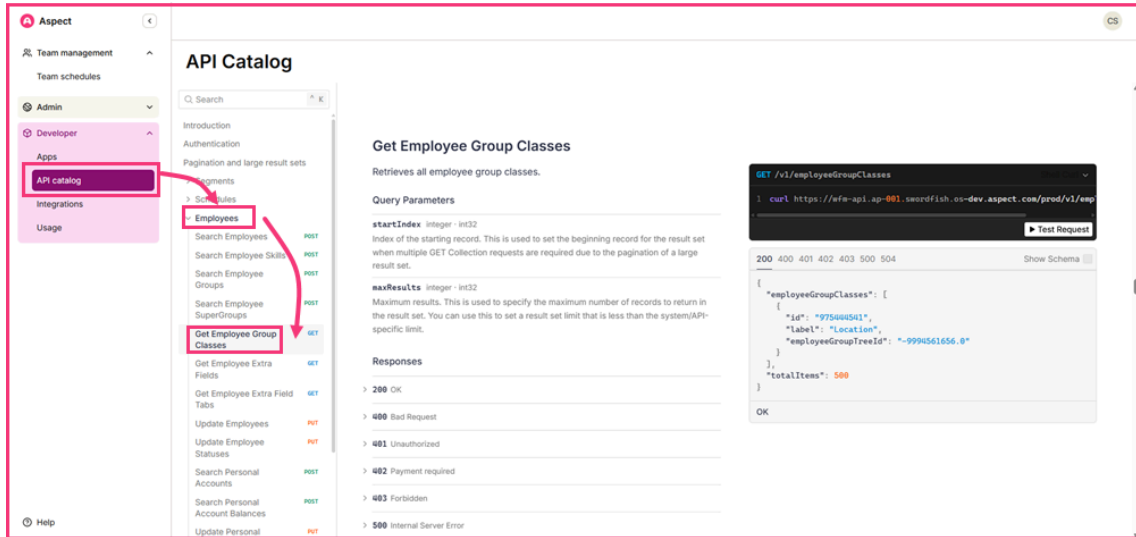 Aspect
CS
Team management
Team schedules
Admin
Developer
Apps
API catalog
Integrations
Usage
Help
API Catalog
Search
^ K
Introduction
Authentication
Pagination and large result sets
Segments
Schedules
Employees
Search Employees POST
Search Employee Skills POST
Search Employee POST
Groups
Search Employee POST
SuperGroups
Get Employee Group GET
Classes
Get Employee Extra GET
Fields
Get Employee Extra Field GET
Tabs
Update Employees PUT
Update Employee PUT
Statuses
Search Personal POST
Accounts
Search Personal POST
Account Balances
Update Personal PUT
Get Employee Group Classes
Retrieves all employee group classes.
Query Parameters
startIndex integer · int32
Index of the starting record. This is used to set the beginning record for the result set
when multiple GET Collection requests are required due to the pagination of a large
result set.
maxResults integer · int32
Maximum results. This is used to specify the maximum number of records to return in
the result set. You can use this to set a result set limit that is less than the system/API-
specific limit.
Responses
200 OK
400 Bad Request
401 Unauthorized
402 Payment required
403 Forbidden
500 Internal Server Error
GET /v1/employeeGroupClasses
1 curl https://wfm-api.ap-001.swordfish.os-dev.aspect.com/prod/v1/emp
Test Request
200 400 401 402 403 500 504 Show Schema
{
"employeeGroupClasses": [
{
"id": "975444541",
"label": "Location",
"employeeGroupTreeId": "-9994561656.0"
}
],
"totalItems": 500
}
OK